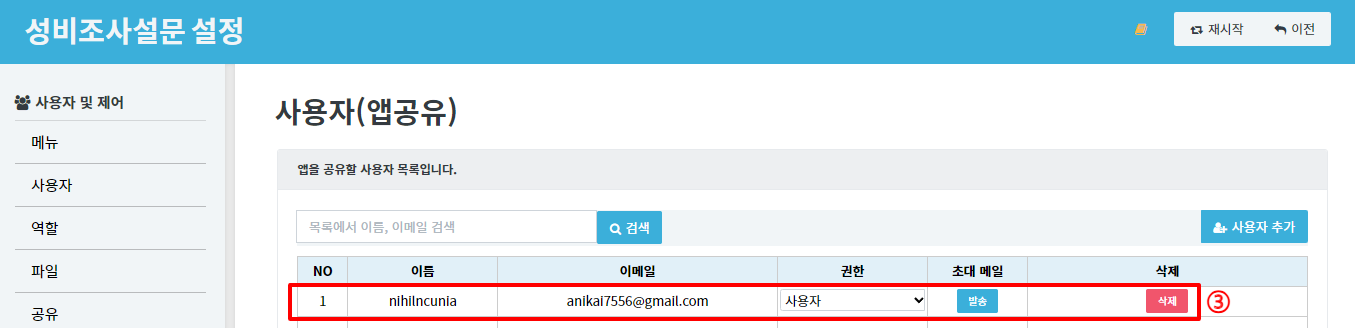 성비조사설문 설정
재시작 이전
사용자 및 제어
메뉴
사용자
역할
파일
공유
사용자(앱공유)
앱을 공유할 사용자 목록입니다.
목록에서 이름, 이메일 검색 검색 사용자 추가
NO 이름 이메일 권한 초대 메일 삭제
1 nihilncunia anikai7556@gmail.com 사용자 발송 삭제 ③